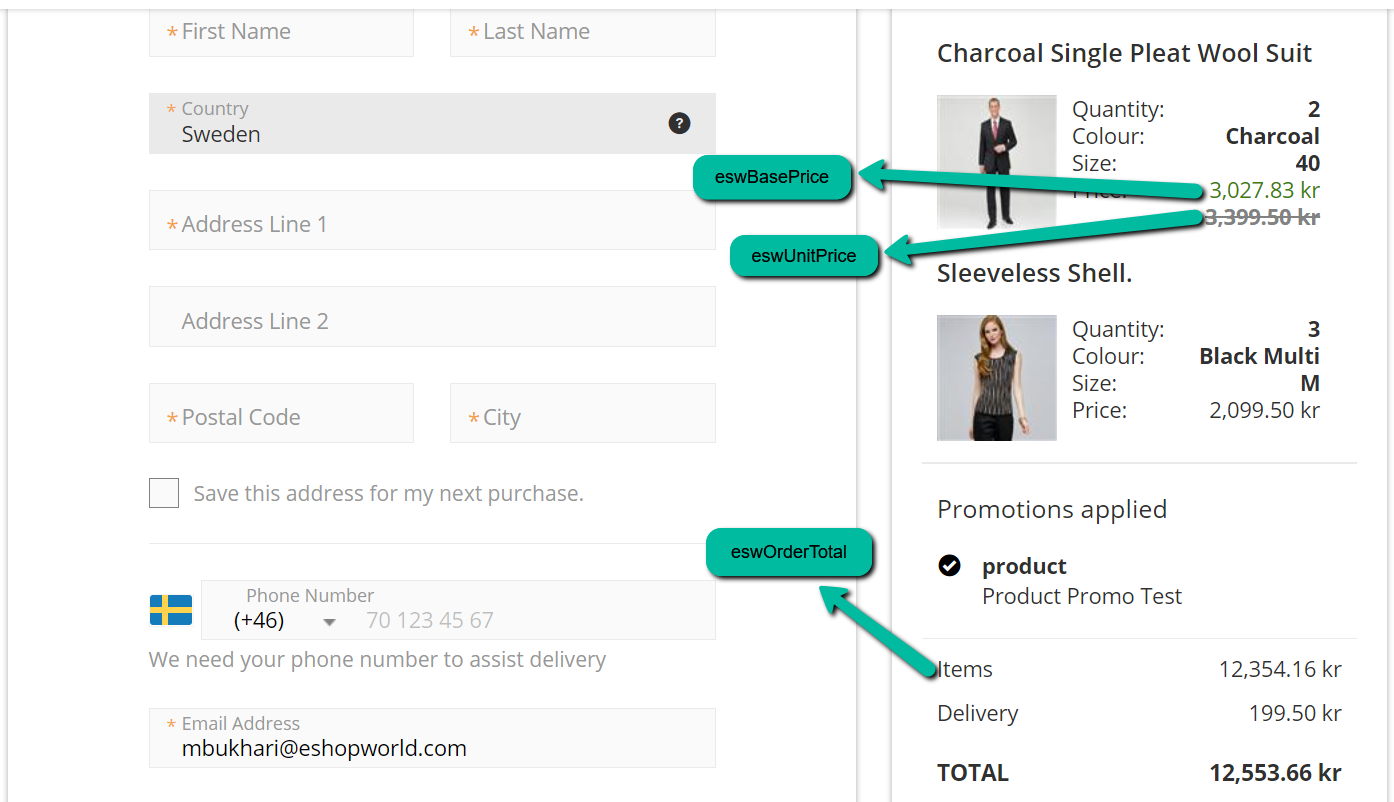 * First Name
* Last Name
* Country
Sweden
?
* Address Line 1
Address Line 2
* Postal Code
* City
Save this address for my next purchase.
Phone Number
(+46)
70 123 45 67
We need your phone number to assist delivery
* Email Address
mbukhari@eshopworld.com
eswBasePrice
eswUnitPrice
eswOrderTotal
Charcoal Single Pleat Wool Suit
Quantity: 2
Colour: Charcoal
Size: 40
Price: 3,027.83 kr
3,399.50 kr
Sleeveless Shell.
Quantity: 3
Colour: Black Multi
Size: M
Price: 2,099.50 kr
Promotions applied
product
Product Promo Test
Items 12,354.16 kr
Delivery 199.50 kr
TOTAL 12,553.66 kr